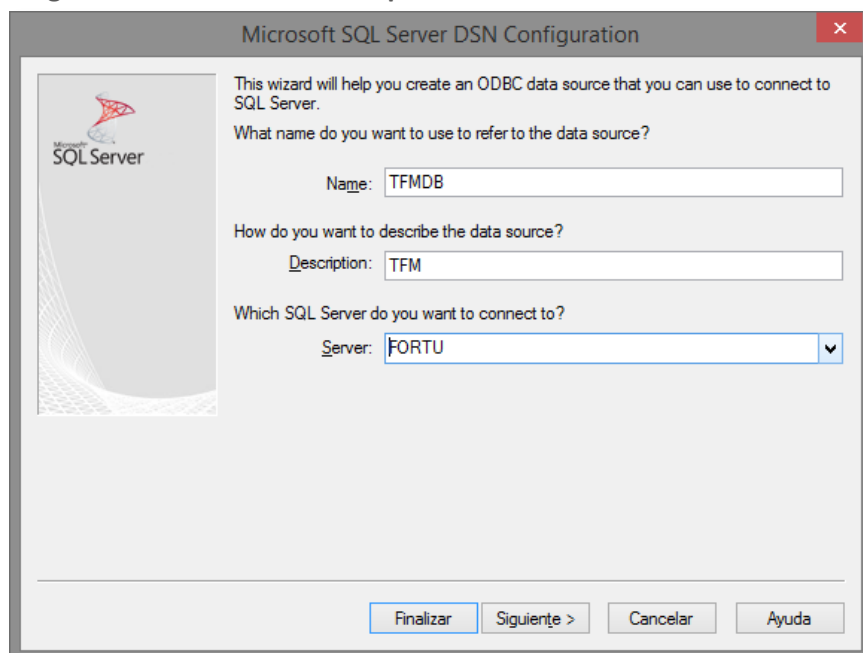 Microsoft SQL Server DSN Configuration
This wizard will help you create an ODBC data source that you can use to connect to
SQL Server.
What name do you want to use to refer to the data source?
Microsoft®
SQL Server
Name: TFMDB
How do you want to describe the data source?
Description: TFM
Which SQL Server do you want to connect to?
Server: FORTU
Finalizar Siguiente > Cancelar Ayuda